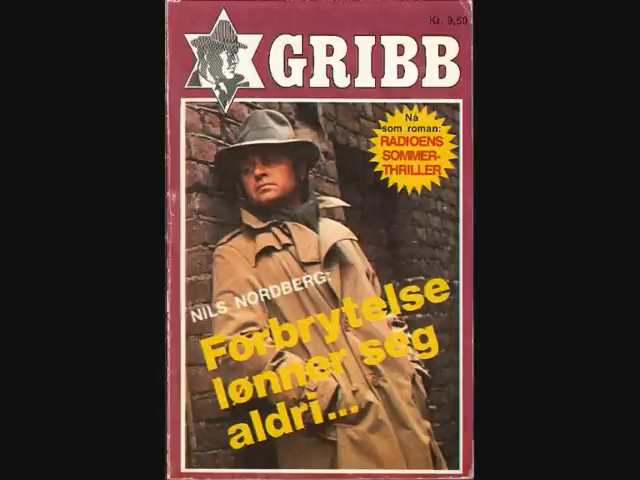 Kr. 9,50
GRIBB
Nå
som roman:
RADIOENS
SOMMER-
THRILLER
NILS NORDBERG:
Forbrytelse
lønner seg
aldri...